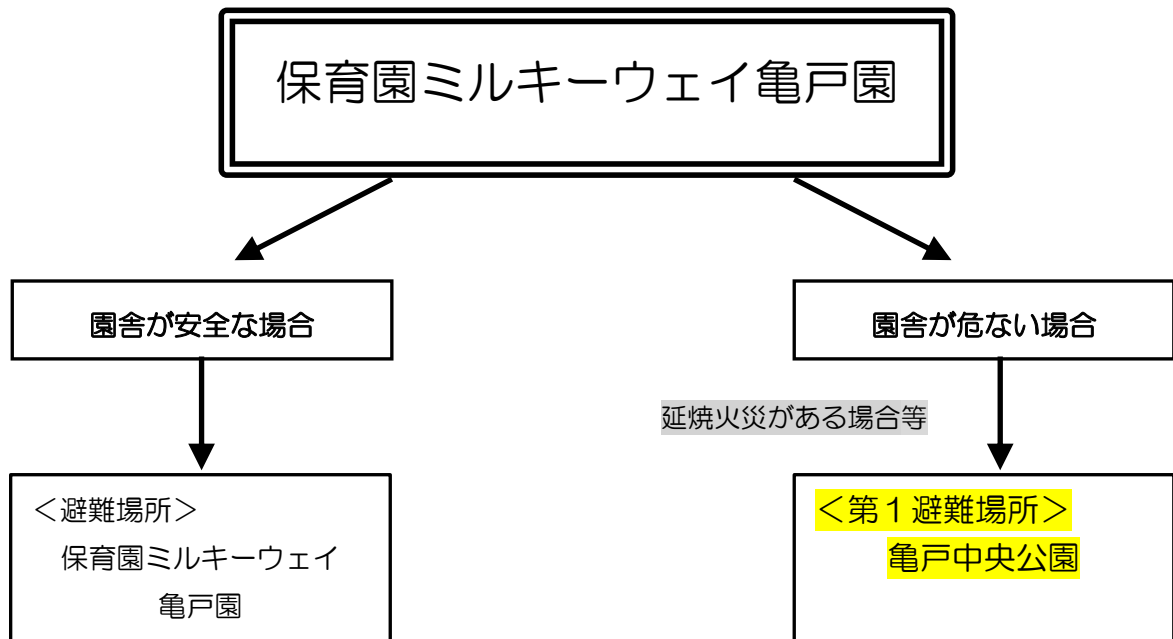 保育園ミルキーウェイ亀戸園
園舎が安全な場合
園舎が危ない場合
延焼火災がある場合等
＜避難場所＞
保育園ミルキーウェイ
亀戸園
＜第１避難場所＞
亀戸中央公園